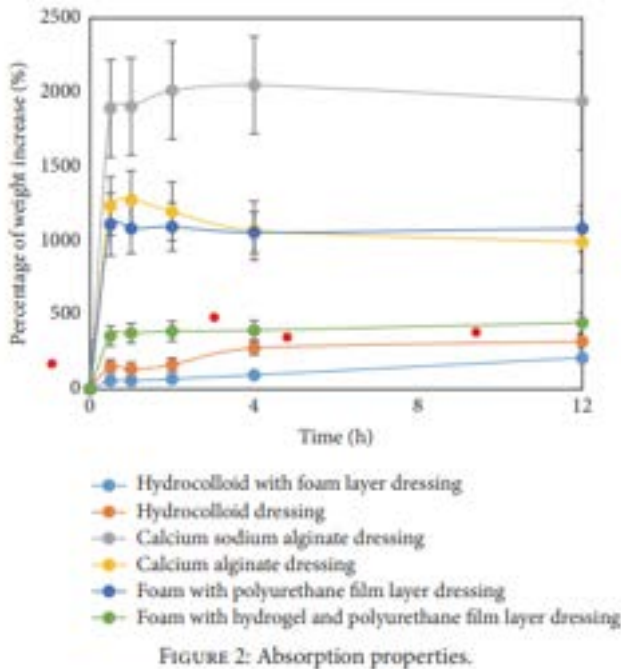 2500
2000
1500
1000
500
0
Percentage of weight increase (%)
0 4 8 12
Time (h)
Hydrocolloid with foam layer dressing
Hydrocolloid dressing
Calcium sodium alginate dressing
Calcium alginate dressing
Foam with polyurethane film layer dressing
Foam with hydrogel and polyurethane film layer dressing
FIGURE 2: Absorption properties.